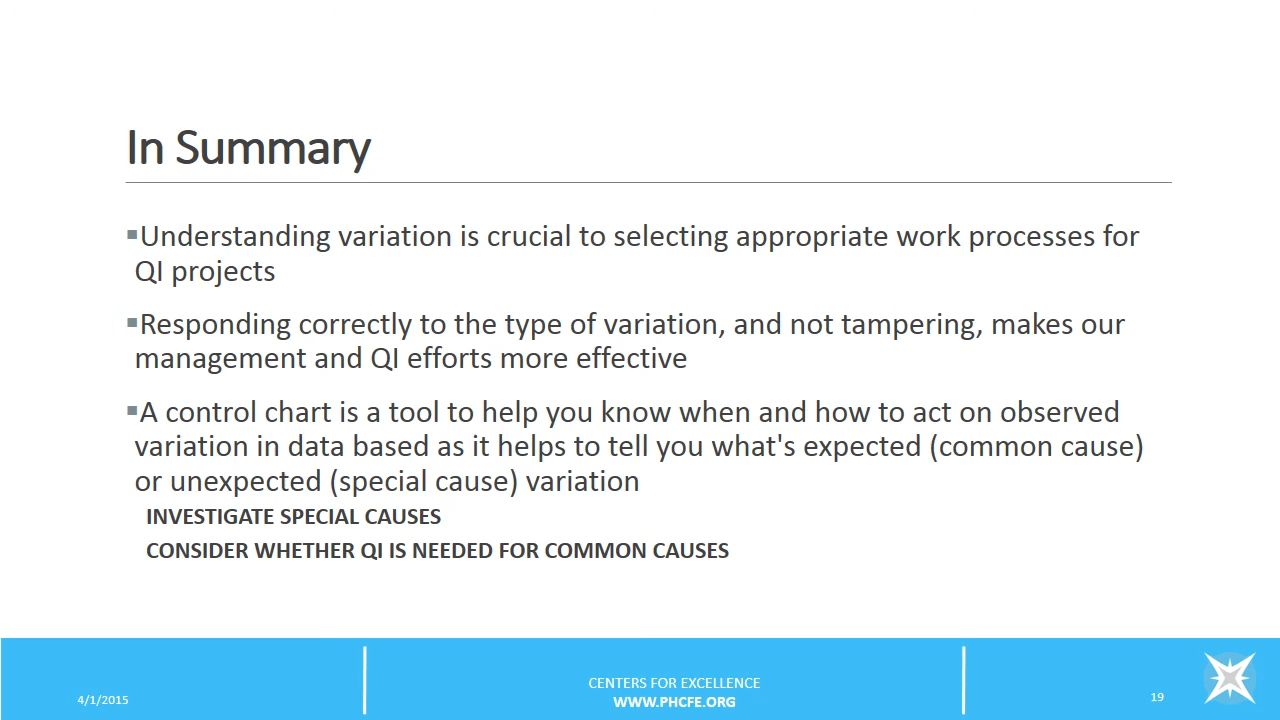 In Summary
▪Understanding variation is crucial to selecting appropriate work processes for
QI projects
▪Responding correctly to the type of variation, and not tampering, makes our
management and QI efforts more effective
▪A control chart is a tool to help you know when and how to act on observed
variation in data based as it helps to tell you what's expected (common cause)
or unexpected (special cause) variation
INVESTIGATE SPECIAL CAUSES
CONSIDER WHETHER QI IS NEEDED FOR COMMON CAUSES
4/1/2015
CENTERS FOR EXCELLENCE
WWW.PHCFE.ORG
19